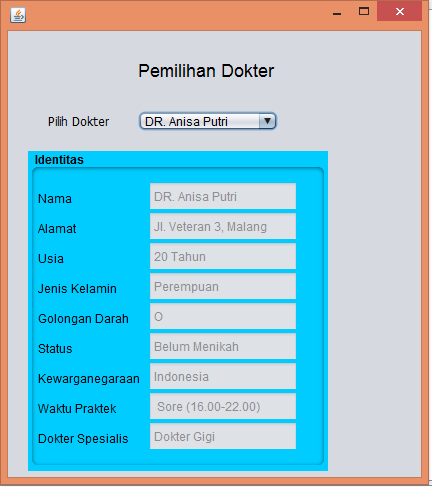 Pemilihan Dokter
Pilih Dokter DR. Anisa Putri
Identitas
Nama DR. Anisa Putri
Alamat Jl. Veteran 3, Malang
Usia 20 Tahun
Jenis Kelamin Perempuan
Golongan Darah O
Status Belum Menikah
Kewarganegaraan Indonesia
Waktu Praktek Sore (16.00-22.00)
Dokter Spesialis Dokter Gigi